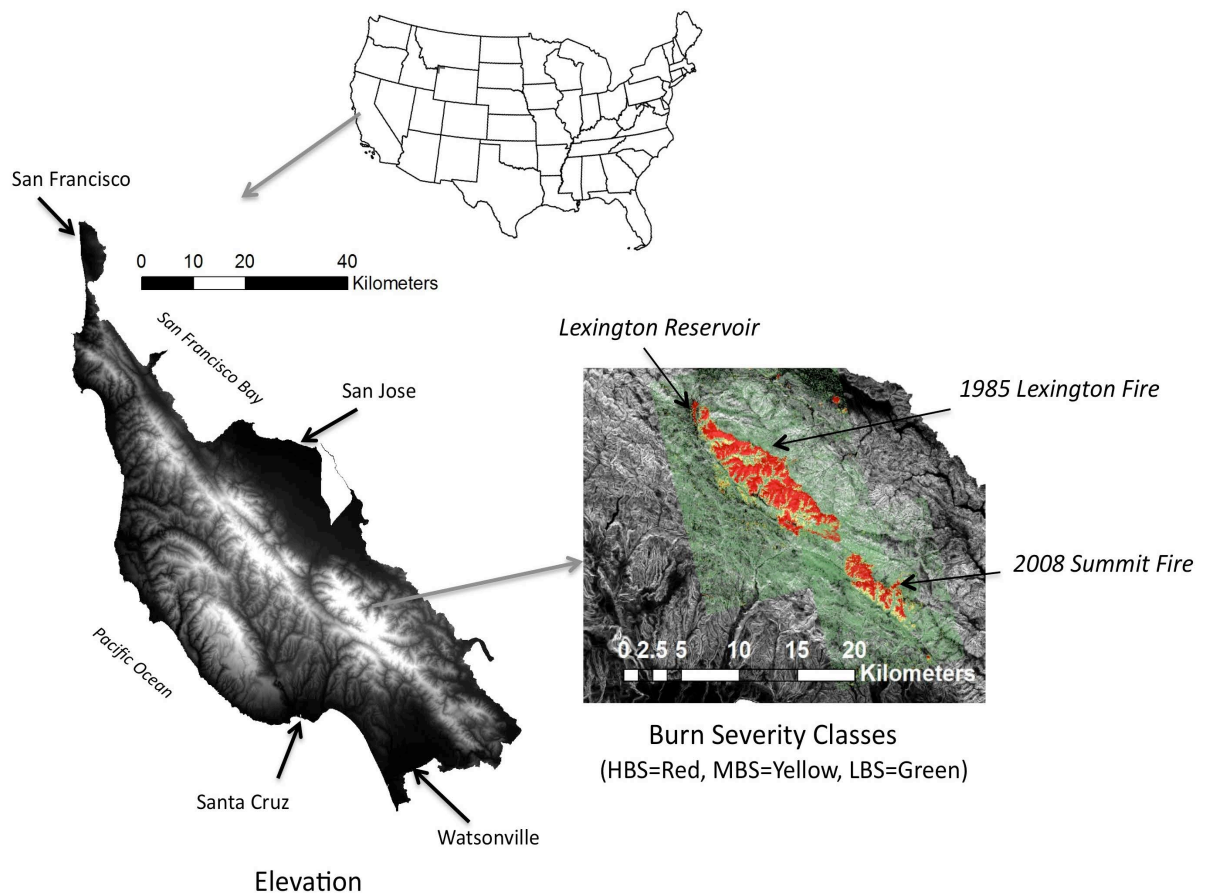 San Francisco
0 10 20 40
Kilometers
San Francisco Bay
San Jose
Pacific Ocean
Santa Cruz
Watsonville
Elevation
Lexington Reservoir
1985 Lexington Fire
2008 Summit Fire
0 2.5 5 10 15 20
Kilometers
Burn Severity Classes
(HBS=Red, MBS=Yellow, LBS=Green)